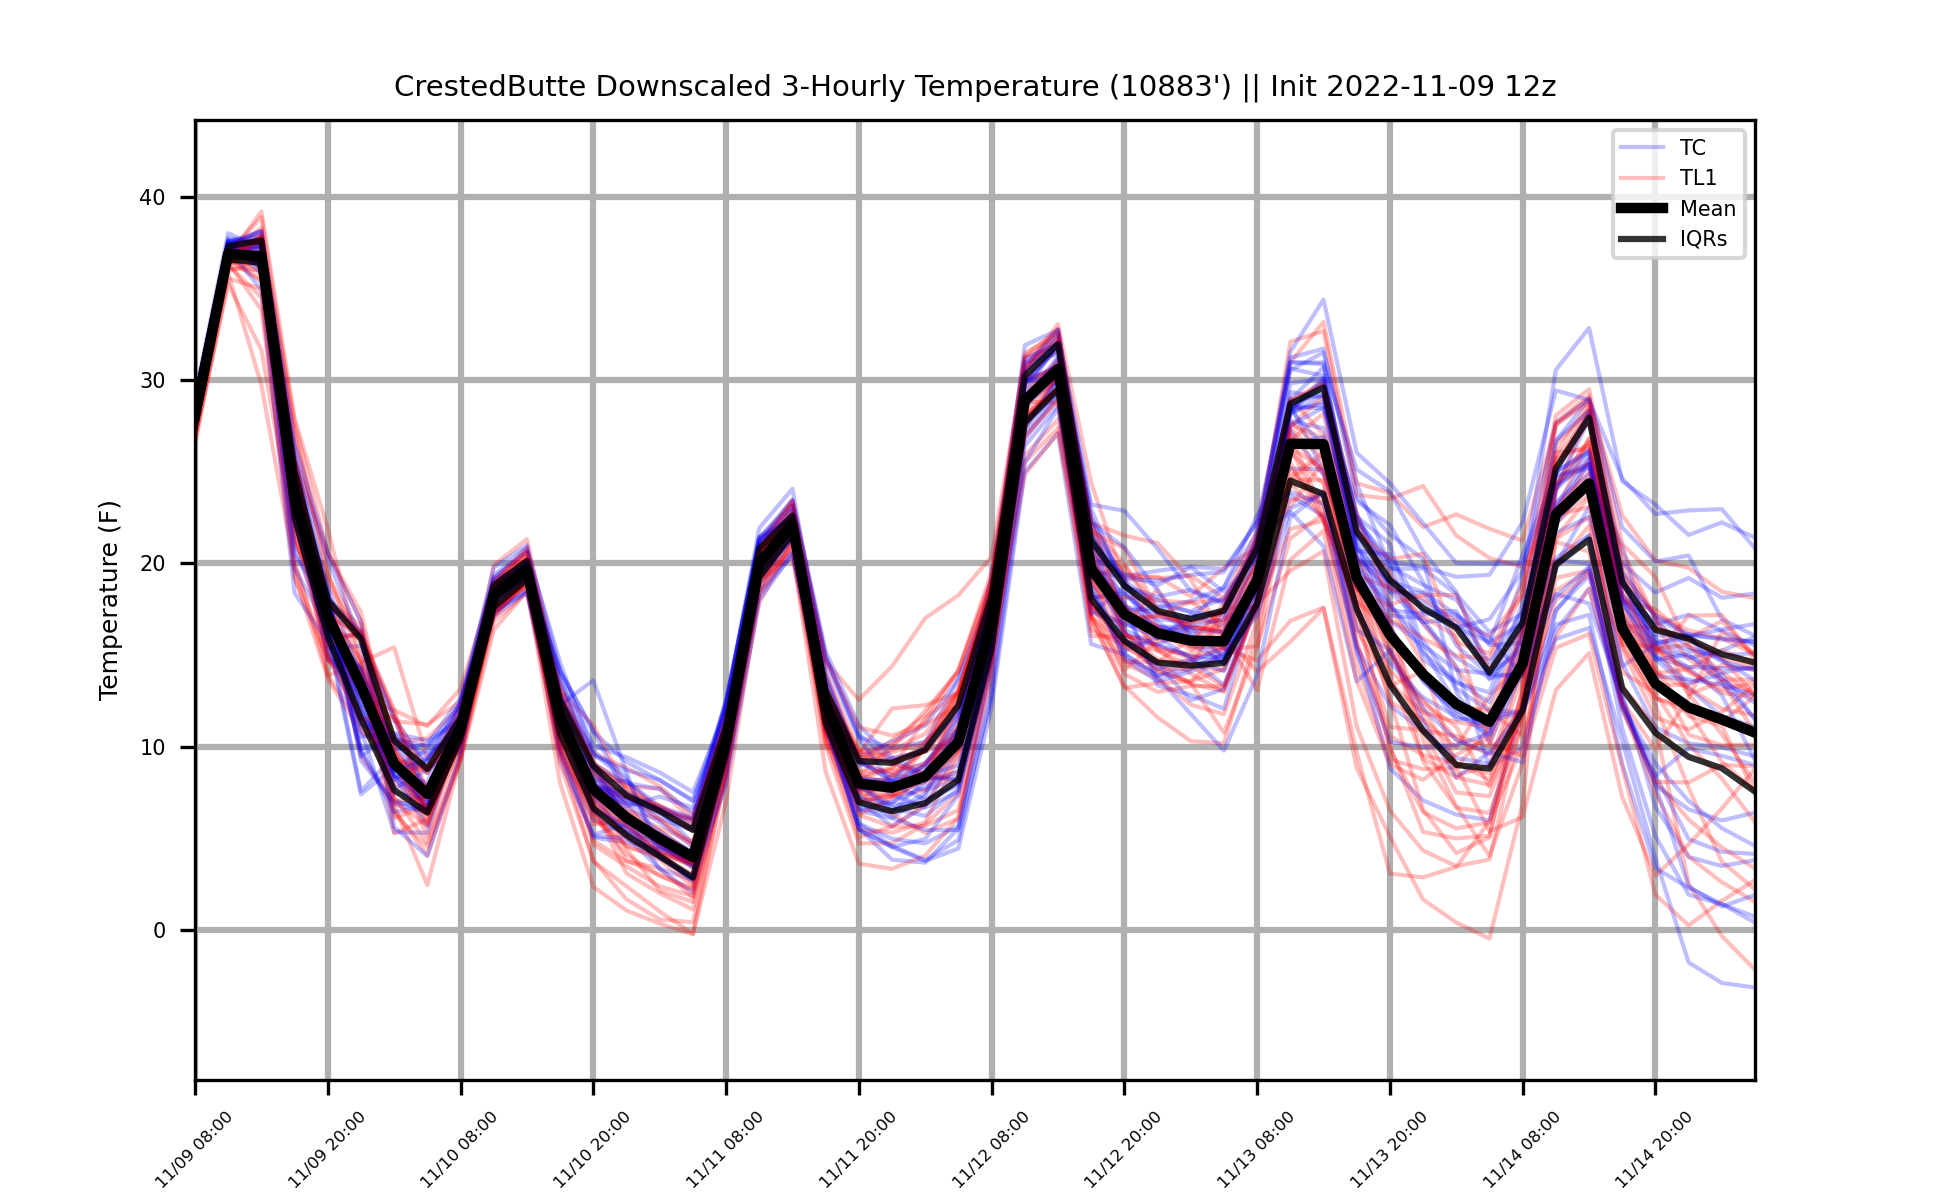 CrestedButte Downscaled 3-Hourly Temperature (10883') || Init 2022-11-09 12z
TC
TL1
Mean
IQRs
Temperature (F)
40
30
20
10
0
11/09 08:00
11/09 20:00
11/10 08:00
11/10 20:00
11/11 08:00
11/11 20:00
11/12 08:00
11/12 20:00
11/13 08:00
11/13 20:00
11/14 08:00
11/14 20:00